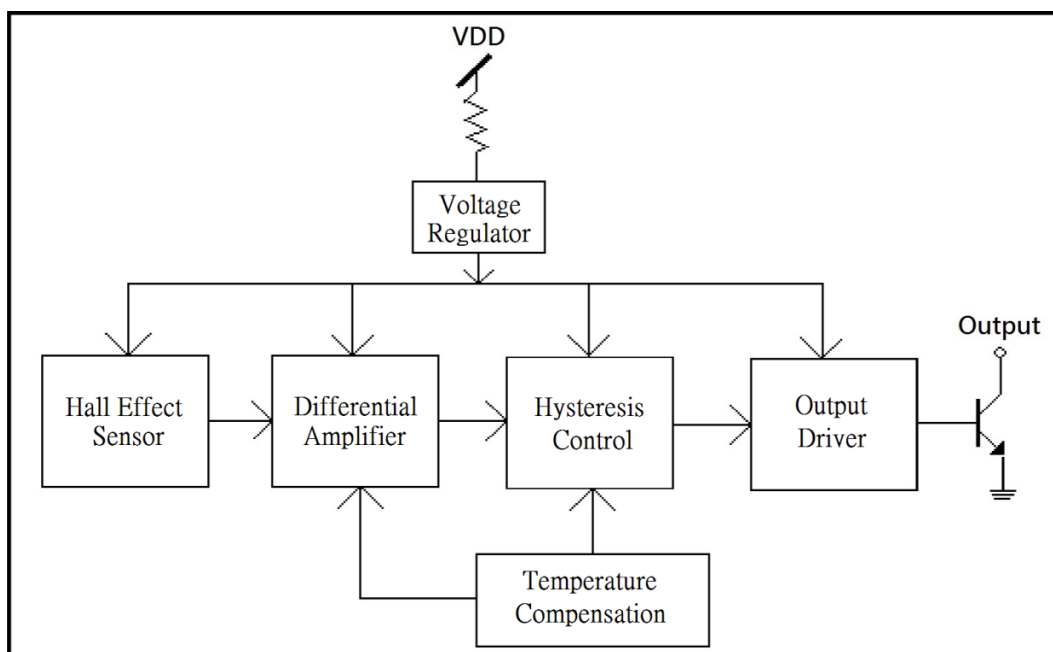 VDD
Voltage
Regulator
Output
Hall Effect
Sensor
Differential
Amplifier
Hysteresis
Control
Output
Driver
Temperature
Compensation